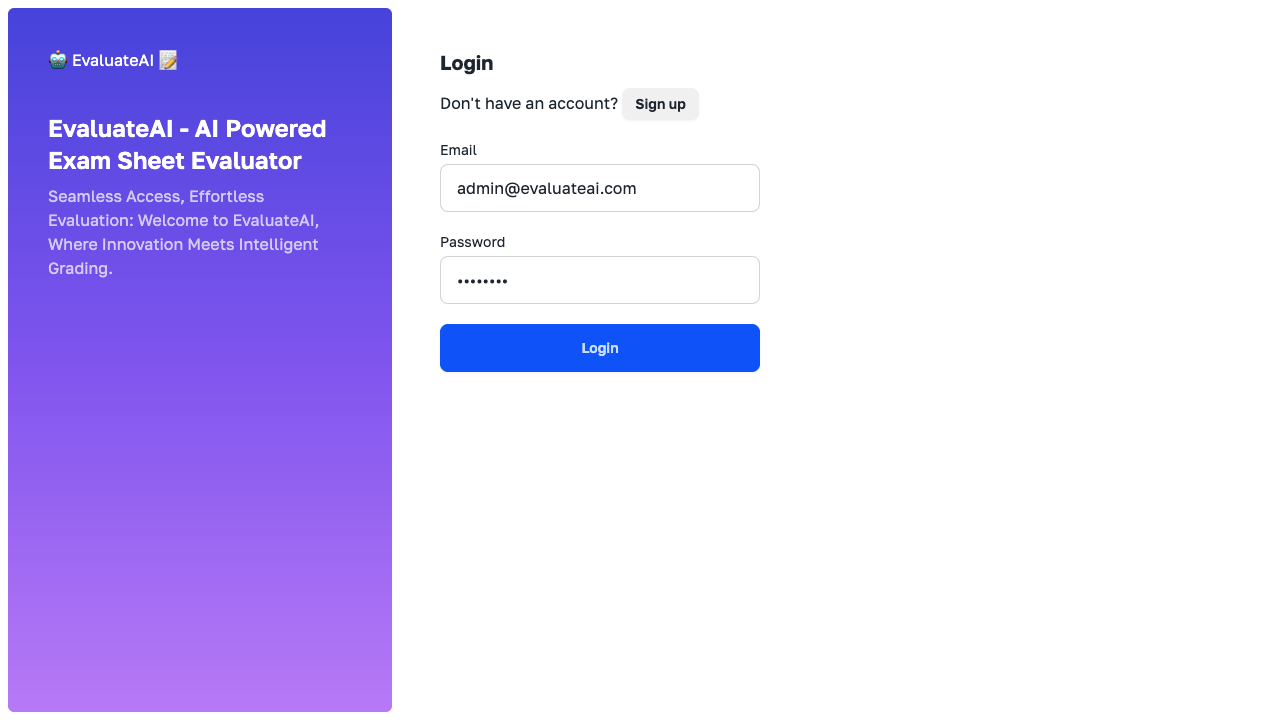 🤖 EvaluateAI 📝
EvaluateAI - AI Powered
Exam Sheet Evaluator
Seamless Access, Effortless
Evaluation: Welcome to EvaluateAI,
Where Innovation Meets Intelligent
Grading.
Login
Don't have an account? Sign up
Email
admin@evaluateai.com
Password
••••••••
Login